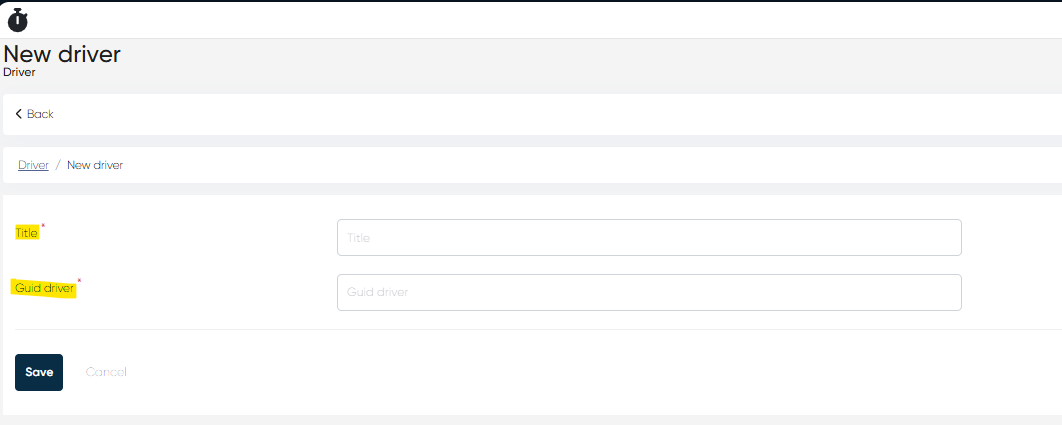 New driver
Driver
Back
Driver / New driver
Title *
Title
Guid driver *
Guid driver
Save Cancel